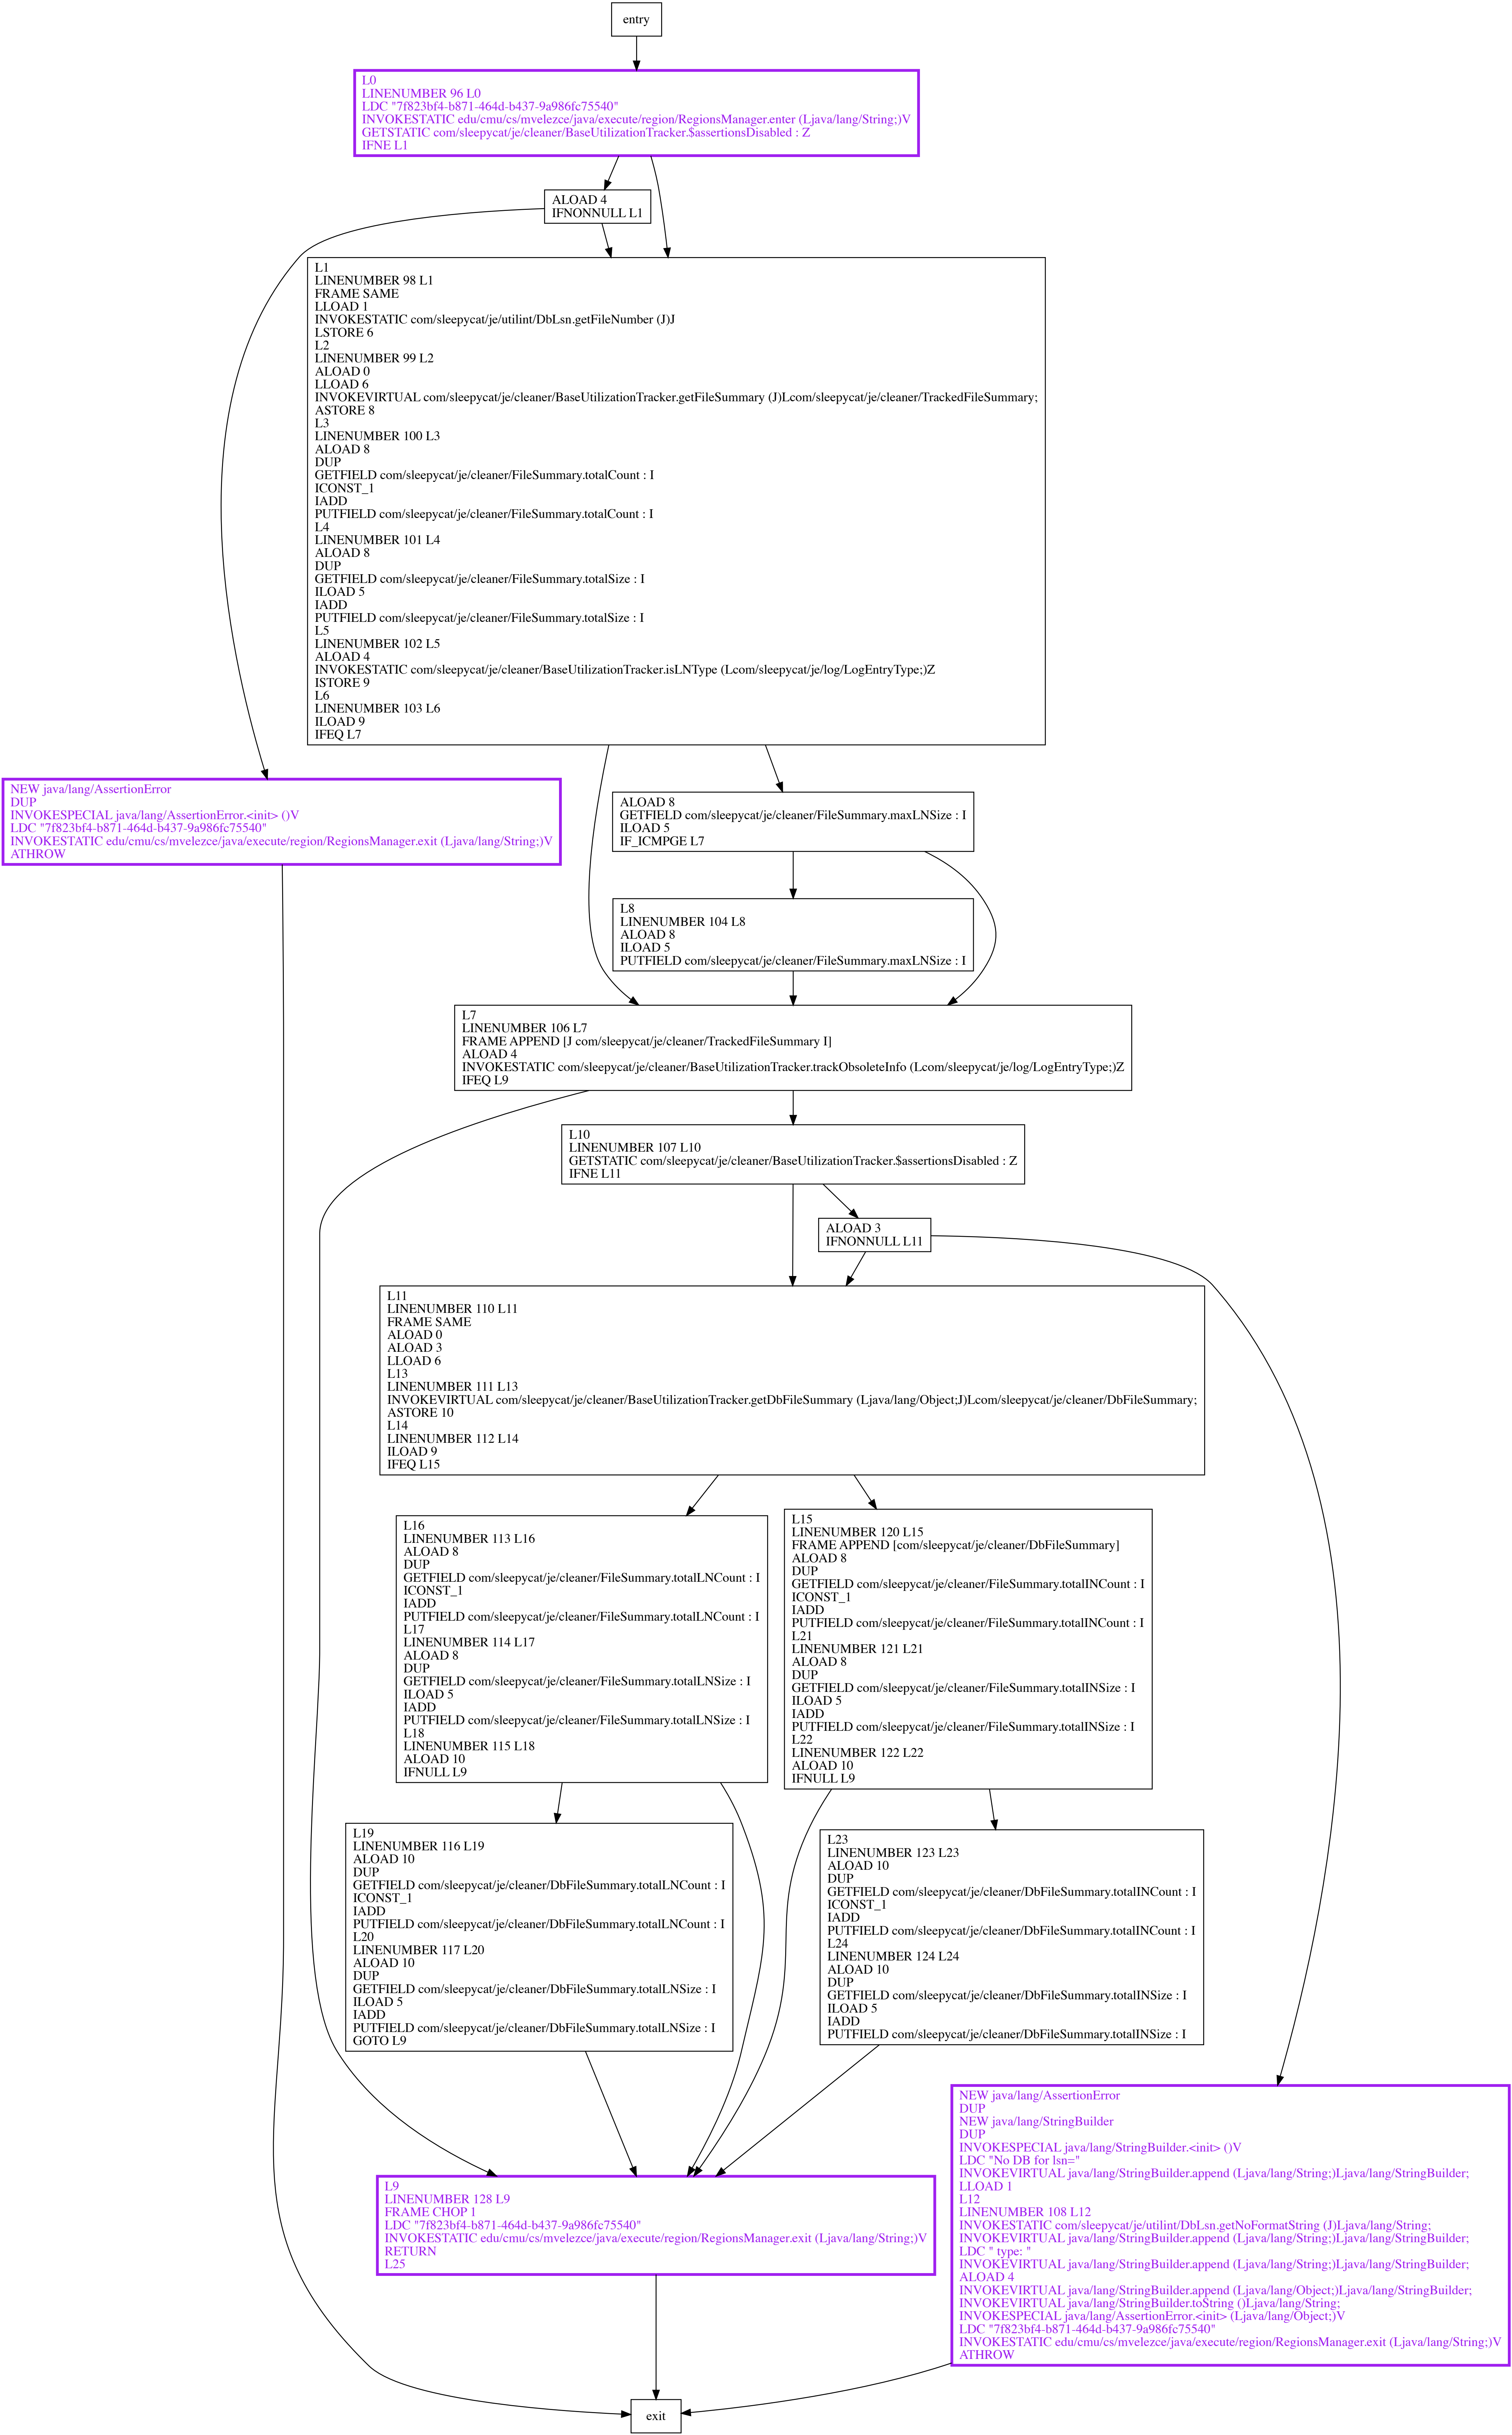 entry
L0
LINENUMBER 96 L0
LDC "7f823bf4-b871-464d-b437-9a986fc75540"
INVOKESTATIC edu/cmu/cs/mvelezce/java/execute/region/RegionsManager.enter (Ljava/lang/String;)V
GETSTATIC com/sleepycat/je/cleaner/BaseUtilizationTracker.$assertionsDisabled : Z
IFNE L1
ALOAD 4
IFNONNULL L1
L1
LINENUMBER 98 L1
FRAME SAME
LLOAD 1
INVOKESTATIC com/sleepycat/je/utilint/DbLsn.getFileNumber (J)J
LSTORE 6
L2
LINENUMBER 99 L2
ALOAD 0
LLOAD 6
INVOKEVIRTUAL com/sleepycat/je/cleaner/BaseUtilizationTracker.getFileSummary (J)Lcom/sleepycat/je/cleaner/TrackedFileSummary;
ASTORE 8
L3
LINENUMBER 100 L3
ALOAD 8
DUP
GETFIELD com/sleepycat/je/cleaner/FileSummary.totalCount : I
ICONST_1
IADD
PUTFIELD com/sleepycat/je/cleaner/FileSummary.totalCount : I
L4
LINENUMBER 101 L4
ALOAD 8
DUP
GETFIELD com/sleepycat/je/cleaner/FileSummary.totalSize : I
ILOAD 5
IADD
PUTFIELD com/sleepycat/je/cleaner/FileSummary.totalSize : I
L5
LINENUMBER 102 L5
ALOAD 4
INVOKESTATIC com/sleepycat/je/cleaner/BaseUtilizationTracker.isLNType (Lcom/sleepycat/je/log/LogEntryType;)Z
ISTORE 9
L6
LINENUMBER 103 L6
ILOAD 9
IFEQ L7
NEW java/lang/AssertionError
DUP
INVOKESPECIAL java/lang/AssertionError.<init> ()V
LDC "7f823bf4-b871-464d-b437-9a986fc75540"
INVOKESTATIC edu/cmu/cs/mvelezce/java/execute/region/RegionsManager.exit (Ljava/lang/String;)V
ATHROW
ALOAD 8
GETFIELD com/sleepycat/je/cleaner/FileSummary.maxLNSize : I
ILOAD 5
IF_ICMPGE L7
L8
LINENUMBER 104 L8
ALOAD 8
ILOAD 5
PUTFIELD com/sleepycat/je/cleaner/FileSummary.maxLNSize : I
L7
LINENUMBER 106 L7
FRAME APPEND [J com/sleepycat/je/cleaner/TrackedFileSummary I]
ALOAD 4
INVOKESTATIC com/sleepycat/je/cleaner/BaseUtilizationTracker.trackObsoleteInfo (Lcom/sleepycat/je/log/LogEntryType;)Z
IFEQ L9
L10
LINENUMBER 107 L10
GETSTATIC com/sleepycat/je/cleaner/BaseUtilizationTracker.$assertionsDisabled : Z
IFNE L11
ALOAD 3
IFNONNULL L11
L11
LINENUMBER 110 L11
FRAME SAME
ALOAD 0
ALOAD 3
LLOAD 6
L13
LINENUMBER 111 L13
INVOKEVIRTUAL com/sleepycat/je/cleaner/BaseUtilizationTracker.getDbFileSummary (Ljava/lang/Object;J)Lcom/sleepycat/je/cleaner/DbFileSummary;
ASTORE 10
L14
LINENUMBER 112 L14
ILOAD 9
IFEQ L15
L16
LINENUMBER 113 L16
ALOAD 8
DUP
GETFIELD com/sleepycat/je/cleaner/FileSummary.totalLNCount : I
ICONST_1
IADD
PUTFIELD com/sleepycat/je/cleaner/FileSummary.totalLNCount : I
L17
LINENUMBER 114 L17
ALOAD 8
DUP
GETFIELD com/sleepycat/je/cleaner/FileSummary.totalLNSize : I
ILOAD 5
IADD
PUTFIELD com/sleepycat/je/cleaner/FileSummary.totalLNSize : I
L18
LINENUMBER 115 L18
ALOAD 10
IFNULL L9
L15
LINENUMBER 120 L15
FRAME APPEND [com/sleepycat/je/cleaner/DbFileSummary]
ALOAD 8
DUP
GETFIELD com/sleepycat/je/cleaner/FileSummary.totalINCount : I
ICONST_1
IADD
PUTFIELD com/sleepycat/je/cleaner/FileSummary.totalINCount : I
L21
LINENUMBER 121 L21
ALOAD 8
DUP
GETFIELD com/sleepycat/je/cleaner/FileSummary.totalINSize : I
ILOAD 5
IADD
PUTFIELD com/sleepycat/je/cleaner/FileSummary.totalINSize : I
L22
LINENUMBER 122 L22
ALOAD 10
IFNULL L9
L19
LINENUMBER 116 L19
ALOAD 10
DUP
GETFIELD com/sleepycat/je/cleaner/DbFileSummary.totalLNCount : I
ICONST_1
IADD
PUTFIELD com/sleepycat/je/cleaner/DbFileSummary.totalLNCount : I
L20
LINENUMBER 117 L20
ALOAD 10
DUP
GETFIELD com/sleepycat/je/cleaner/DbFileSummary.totalLNSize : I
ILOAD 5
IADD
PUTFIELD com/sleepycat/je/cleaner/DbFileSummary.totalLNSize : I
GOTO L9
L23
LINENUMBER 123 L23
ALOAD 10
DUP
GETFIELD com/sleepycat/je/cleaner/DbFileSummary.totalINCount : I
ICONST_1
IADD
PUTFIELD com/sleepycat/je/cleaner/DbFileSummary.totalINCount : I
L24
LINENUMBER 124 L24
ALOAD 10
DUP
GETFIELD com/sleepycat/je/cleaner/DbFileSummary.totalINSize : I
ILOAD 5
IADD
PUTFIELD com/sleepycat/je/cleaner/DbFileSummary.totalINSize : I
NEW java/lang/AssertionError
DUP
NEW java/lang/StringBuilder
DUP
INVOKESPECIAL java/lang/StringBuilder.<init> ()V
LDC "No DB for lsn="
INVOKEVIRTUAL java/lang/StringBuilder.append (Ljava/lang/String;)Ljava/lang/StringBuilder;
LLOAD 1
L12
LINENUMBER 108 L12
INVOKESTATIC com/sleepycat/je/utilint/DbLsn.getNoFormatString (J)Ljava/lang/String;
INVOKEVIRTUAL java/lang/StringBuilder.append (Ljava/lang/String;)Ljava/lang/StringBuilder;
LDC " type: "
INVOKEVIRTUAL java/lang/StringBuilder.append (Ljava/lang/String;)Ljava/lang/StringBuilder;
ALOAD 4
INVOKEVIRTUAL java/lang/StringBuilder.append (Ljava/lang/Object;)Ljava/lang/StringBuilder;
INVOKEVIRTUAL java/lang/StringBuilder.toString ()Ljava/lang/String;
INVOKESPECIAL java/lang/AssertionError.<init> (Ljava/lang/Object;)V
LDC "7f823bf4-b871-464d-b437-9a986fc75540"
INVOKESTATIC edu/cmu/cs/mvelezce/java/execute/region/RegionsManager.exit (Ljava/lang/String;)V
ATHROW
L9
LINENUMBER 128 L9
FRAME CHOP 1
LDC "7f823bf4-b871-464d-b437-9a986fc75540"
INVOKESTATIC edu/cmu/cs/mvelezce/java/execute/region/RegionsManager.exit (Ljava/lang/String;)V
RETURN
L25
exit